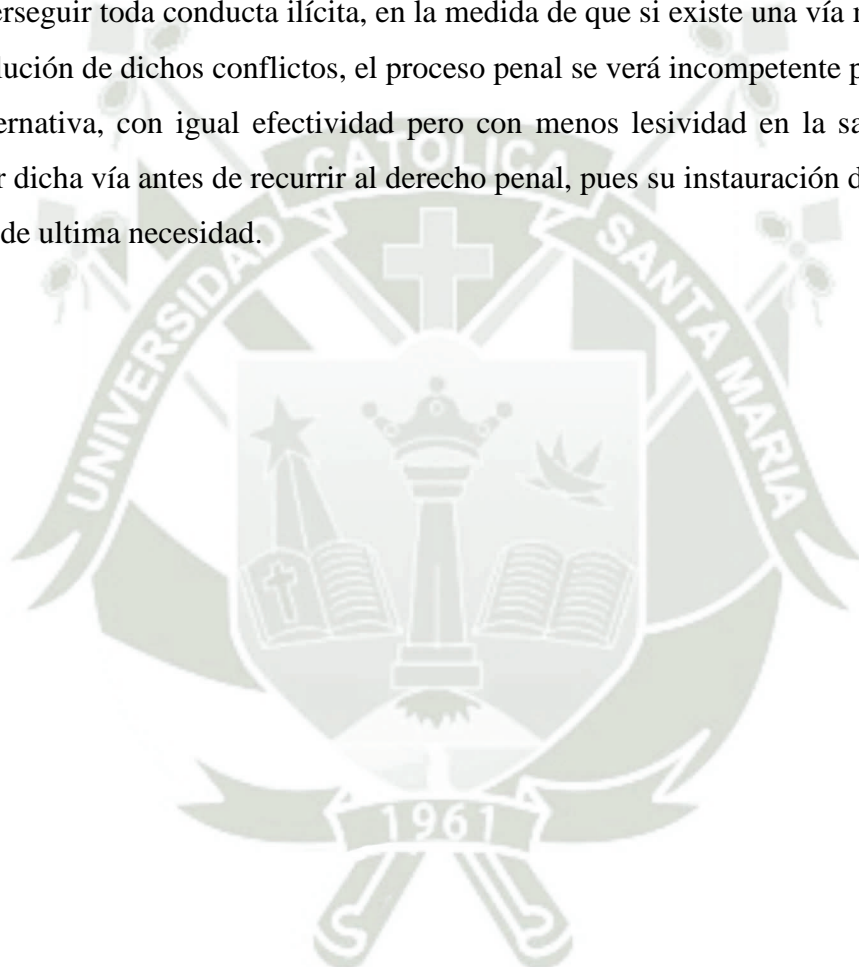 erseguir toda conducta ilícita, en la medida de que si existe una vía
lución de dichos conflictos, el proceso penal se verá incompetente
ernativa, con igual efectividad pero con menos lesividad en la
r dicha vía antes de recurrir al derecho penal, pues su instauración
de ultima necesidad.
UNIVERSIDAD CATOLICA SANTA MARIA
1961